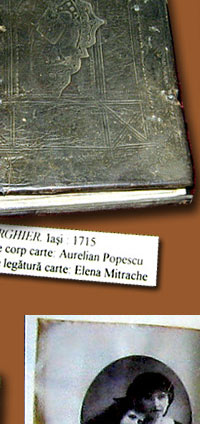 RGHIER. Iaşi : 1715
e corp carte: Aurelian Popescu
legătură carte: Elena Mitrache